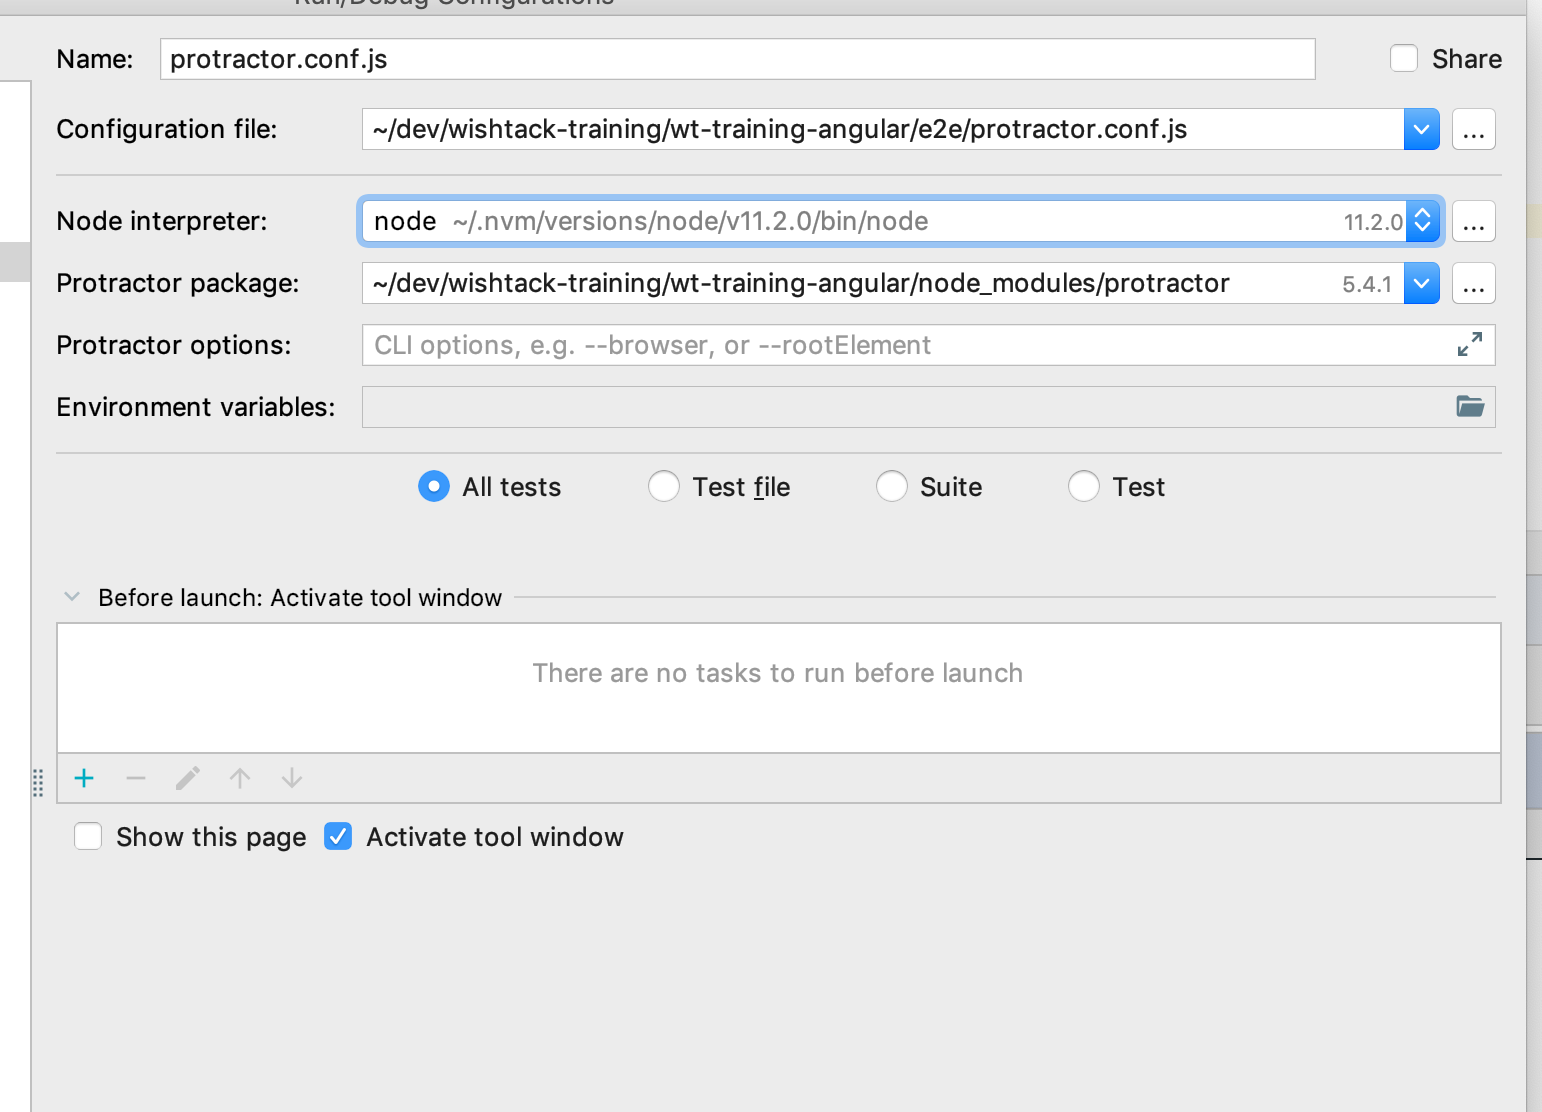 Run/Debug Configurations
Name: protractor.conf.js Share
Configuration file: ~/dev/wishtack-training/wt-training-angular/e2e/protractor.conf.js ...
Node interpreter: node ~/.nvm/versions/node/v11.2.0/bin/node 11.2.0 ...
Protractor package: ~/dev/wishtack-training/wt-training-angular/node_modules/protractor 5.4.1 ...
Protractor options: CLI options, e.g. --browser, or --rootElement
Environment variables:
All tests Test file Suite Test
Before launch: Activate tool window
There are no tasks to run before launch
Show this page Activate tool window